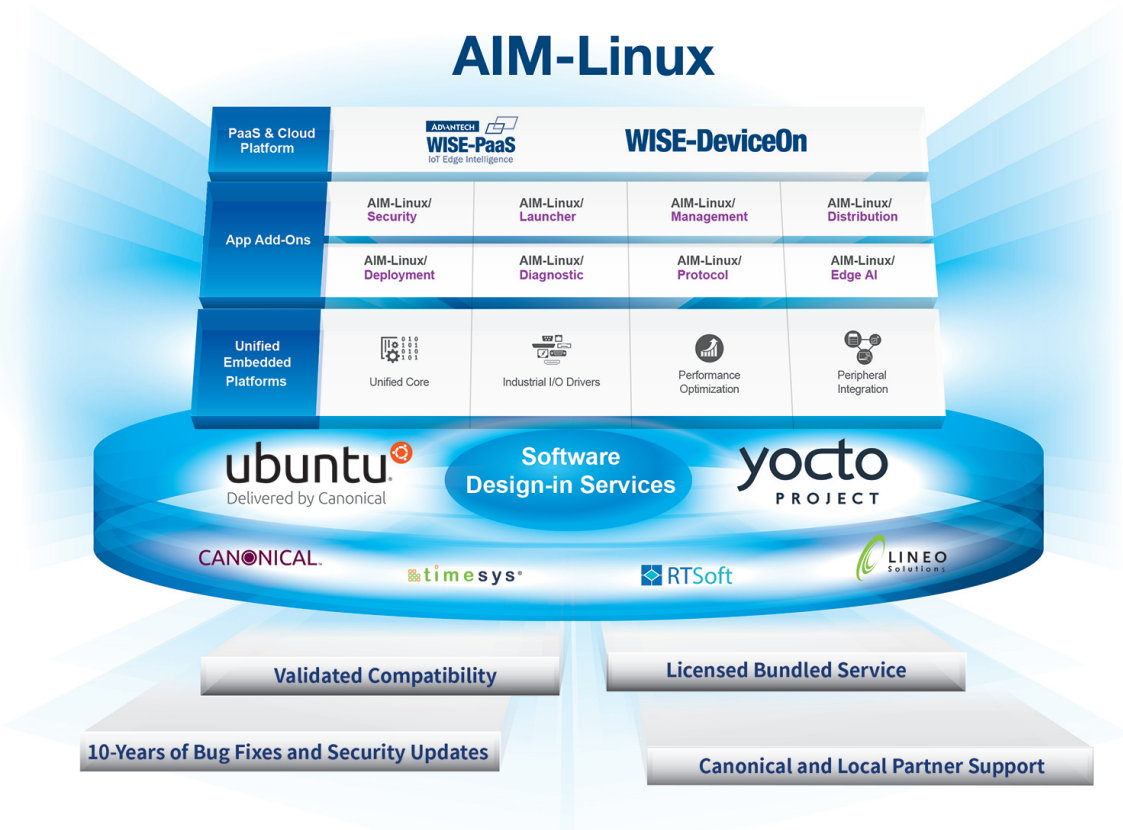 AIM-Linux
PaaS & Cloud
Platform
ADVANTECH
WISE-PaaS
IoT Edge Intelligence
WISE-DeviceOn
App Add-Ons
AIM-Linux/
Security
AIM-Linux/
Launcher
AIM-Linux/
Management
AIM-Linux/
Distribution
AIM-Linux/
Deployment
AIM-Linux/
Diagnostic
AIM-Linux/
Protocol
AIM-Linux/
Edge AI
Unified
Embedded
Platforms
010
101
010
101
Unified Core
Industrial I/O Drivers
Performance
Optimization
Peripheral
Integration
ubuntu®
Delivered by Canonical
Software
Design-in Services
yocto
PROJECT
CANONICAL™
timesys®
RTSoft
LINEO
Solutions
Validated Compatibility
Licensed Bundled Service
10-Years of Bug Fixes and Security Updates
Canonical and Local Partner Support